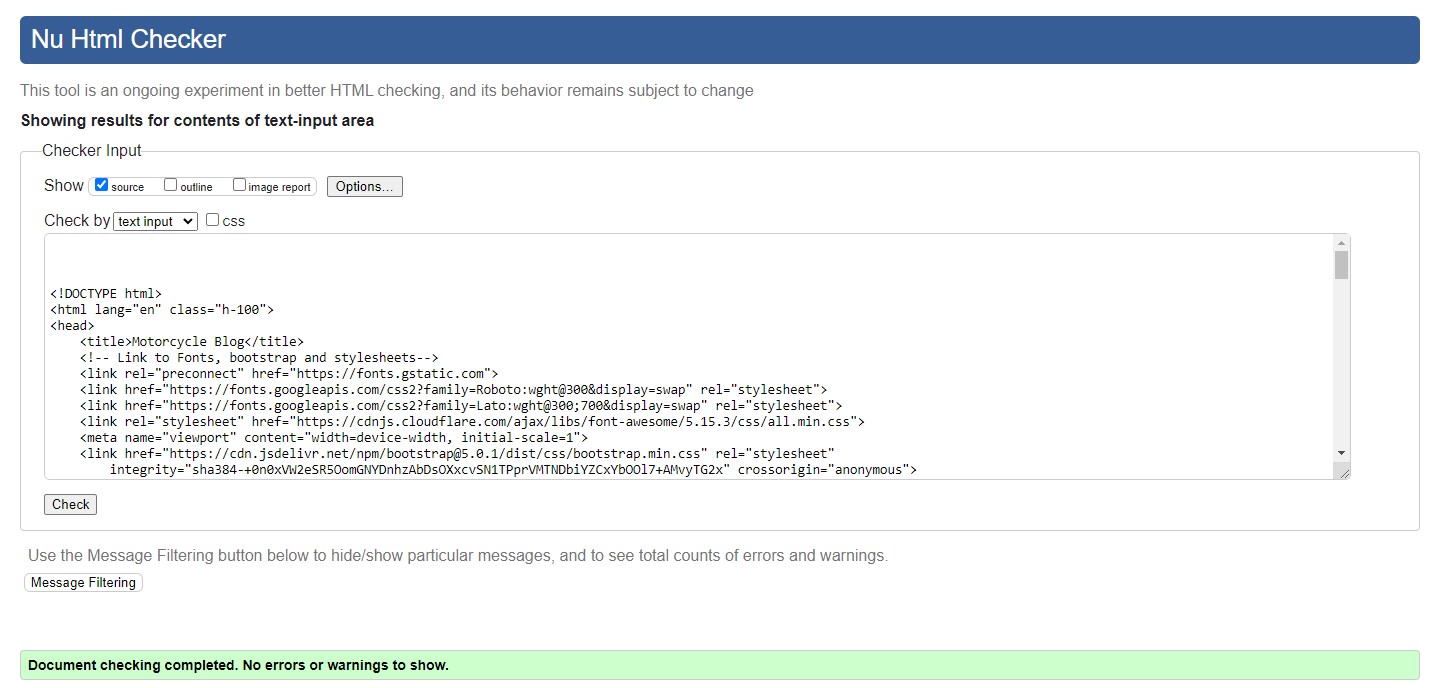 Nu Html Checker
This tool is an ongoing experiment in better HTML checking, and its behavior remains subject to change
Showing results for contents of text-input area
Checker Input
Show source outline image report Options...
Check by text input css
<!DOCTYPE html>
<html lang="en" class="h-100">
<head>
<title>Motorcycle Blog</title>
<!-- Link to Fonts, bootstrap and stylesheets-->
<link rel="preconnect" href="https://fonts.gstatic.com">
<link href="https://fonts.googleapis.com/css2?family=Roboto:wght@300&display=swap" rel="stylesheet">
<link href="https://fonts.googleapis.com/css2?family=Lato:wght@300;700&display=swap" rel="stylesheet">
<link rel="stylesheet" href="https://cdnjs.cloudflare.com/ajax/libs/font-awesome/5.15.3/css/all.min.css">
<meta name="viewport" content="width=device-width, initial-scale=1">
<link href="https://cdn.jsdelivr.net/npm/bootstrap@5.0.1/dist/css/bootstrap.min.css" rel="stylesheet"
integrity="sha384-+0n0xVW2eSR5OomGNYDnhzAbDsOXxcvSN1TPprVMTNDbiYZCxYbOOl7+AMvyTG2x" crossorigin="anonymous">
Check
Use the Message Filtering button below to hide/show particular messages, and to see total counts of errors and warnings.
Message Filtering
Document checking completed. No errors or warnings to show.